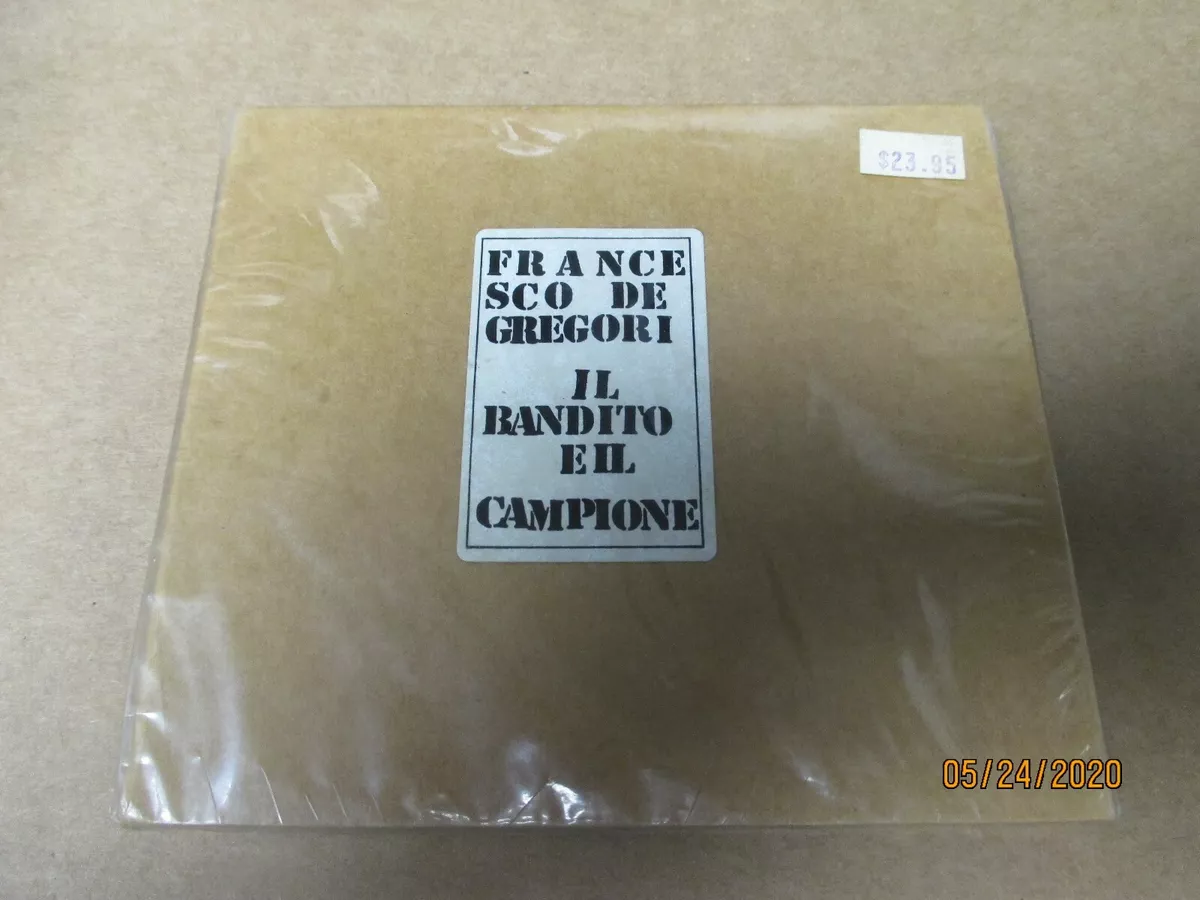 $23.95
FRANCE
SCO DE
GREGORI
IL
BANDITO
E IL
CAMPIONE
05/24/2020